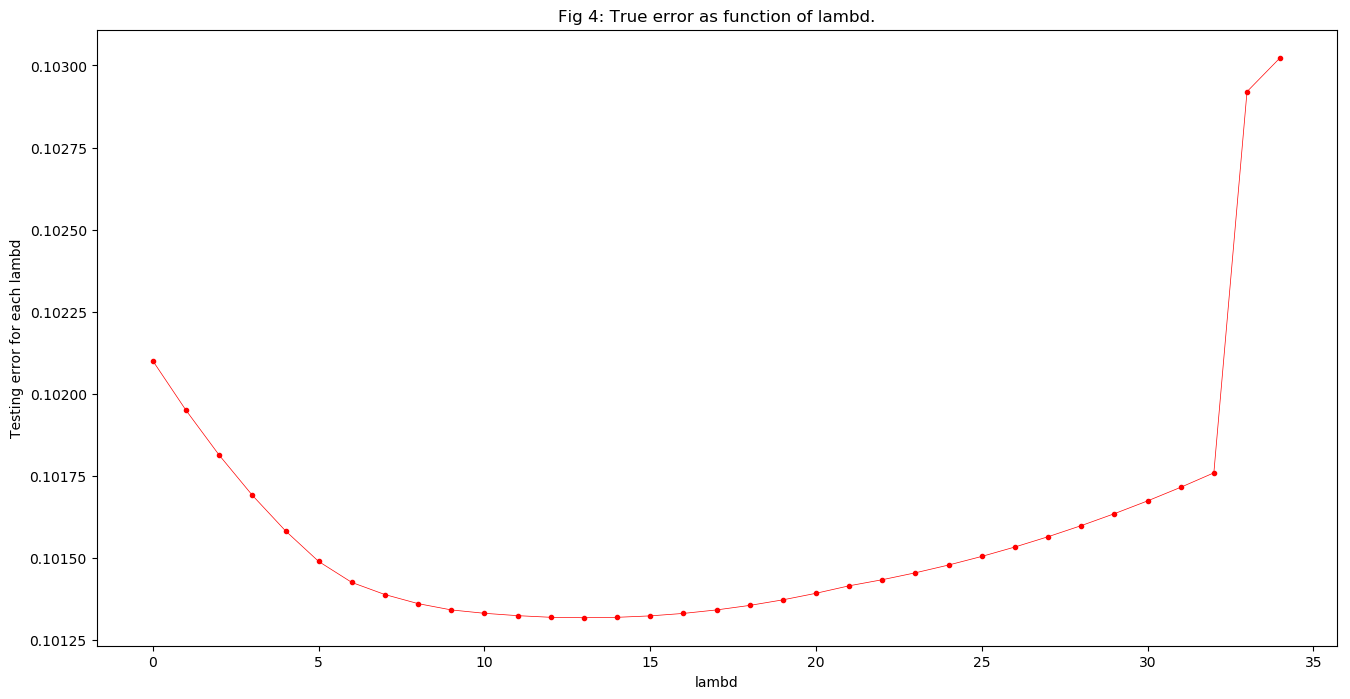 Fig 4: True error as function of lambd.
Testing error for each lambd
0.10300
0.10275
0.10250
0.10225
0.10200
0.10175
0.10150
0.10125
0 5 10 15 20 25 30 35
lambd